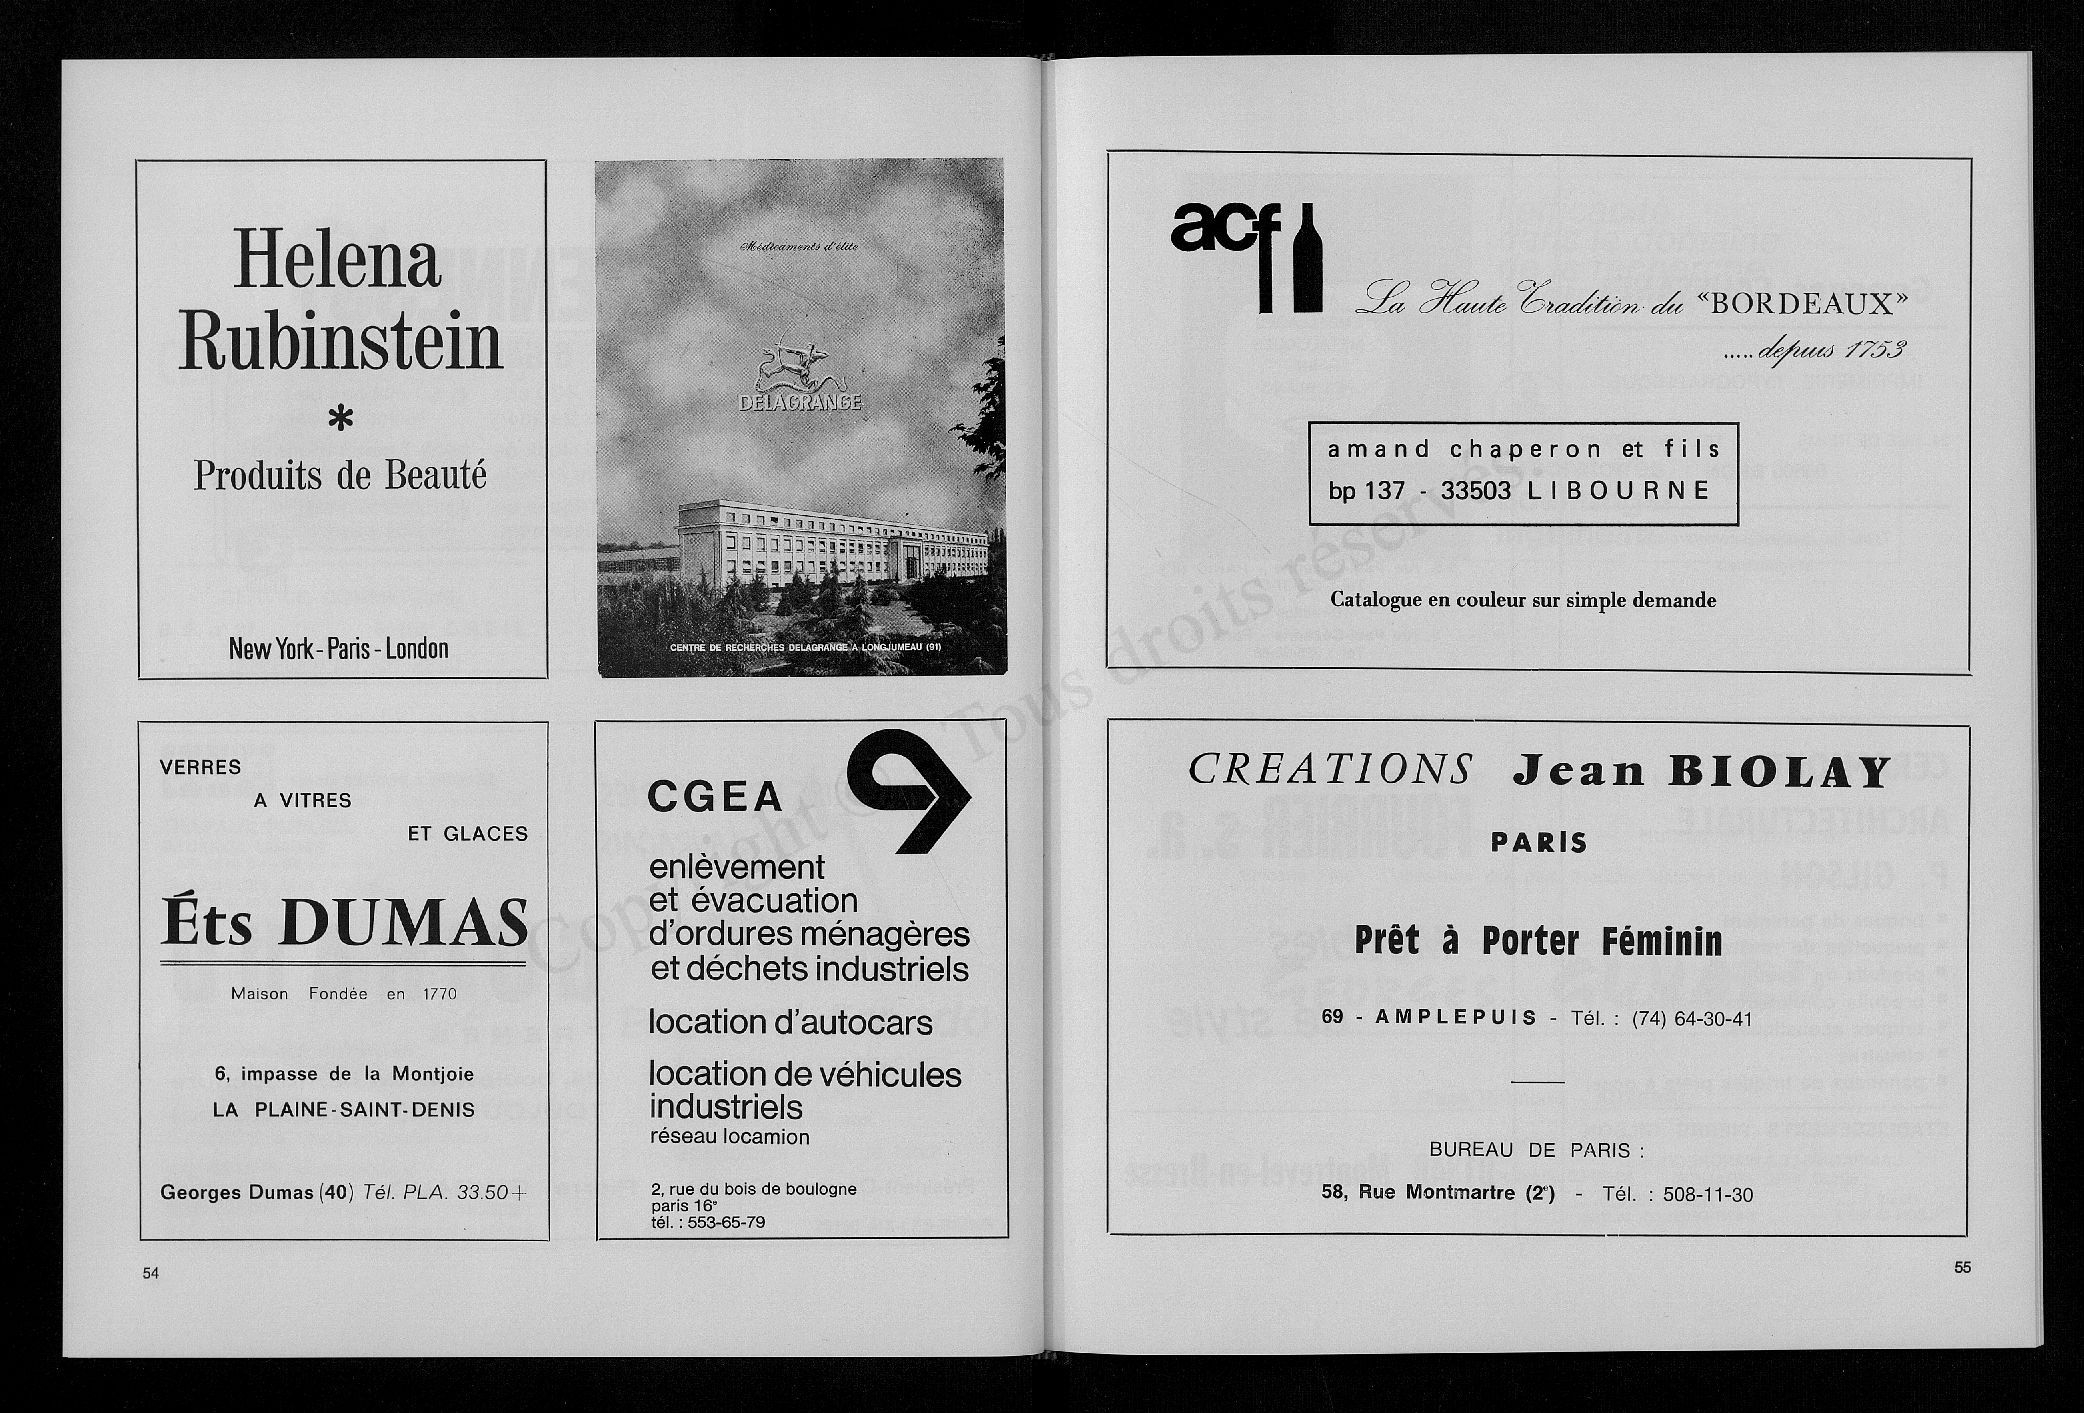 Helena
Rubinstein
*
Produits de Beauté
New York - Paris - London
Médicaments d'élite
DELAGRANGE
CENTRE DE RECHERCHES DELAGRANGE A LONGJUMEAU (91)
VERRES
A VITRES
ET GLACES
Éts DUMAS
Maison Fondée en 1770
6, impasse de la Montjoie
LA PLAINE-SAINT-DENIS
Georges Dumas (40) Tél. PLA. 33.50+
CGEA
enlèvement
et évacuation
d'ordures ménagères
et déchets industriels
location d'autocars
location de véhicules
industriels
réseau locamion
2, rue du bois de boulogne
paris 16e
tél. : 553-65-79
54
acf
La Haute Tradition du “BORDEAUX”
..... depuis 1753
amand chaperon et fils
bp 137 - 33503 LIBOURNE
Catalogue en couleur sur simple demande
CREATIONS Jean BIOLAY
PARIS
Prêt à Porter Féminin
69 - AMPLEPUIS - Tél. : (74) 64-30-41
BUREAU DE PARIS :
58, Rue Montmartre (2e) - Tél. : 508-11-30
55
Copyright © Tous droits réservés.